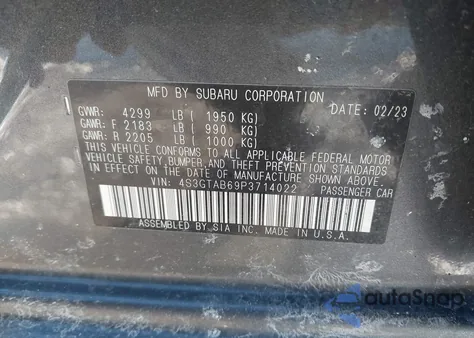 MFD BY SUBARU CORPORATION
GVWR: 4299 LB ( 1950 KG) DATE: 02/23
GAWR: F 2183 LB ( 990 KG)
GAWR: R 2205 LB ( 1000 KG)
THIS VEHICLE CONFORMS TO ALL APPLICABLE FEDERAL MOTOR
VEHICLE SAFETY, BUMPER, AND THEFT PREVENTION STANDARDS
IN EFFECT ON THE DATE OF MANUFACTURE SHOWN ABOVE.
VIN: 4S3GTAB69P3714022 PASSENGER CAR
ASSEMBLED BY SIA INC. MADE IN U.S.A.
autoSnap